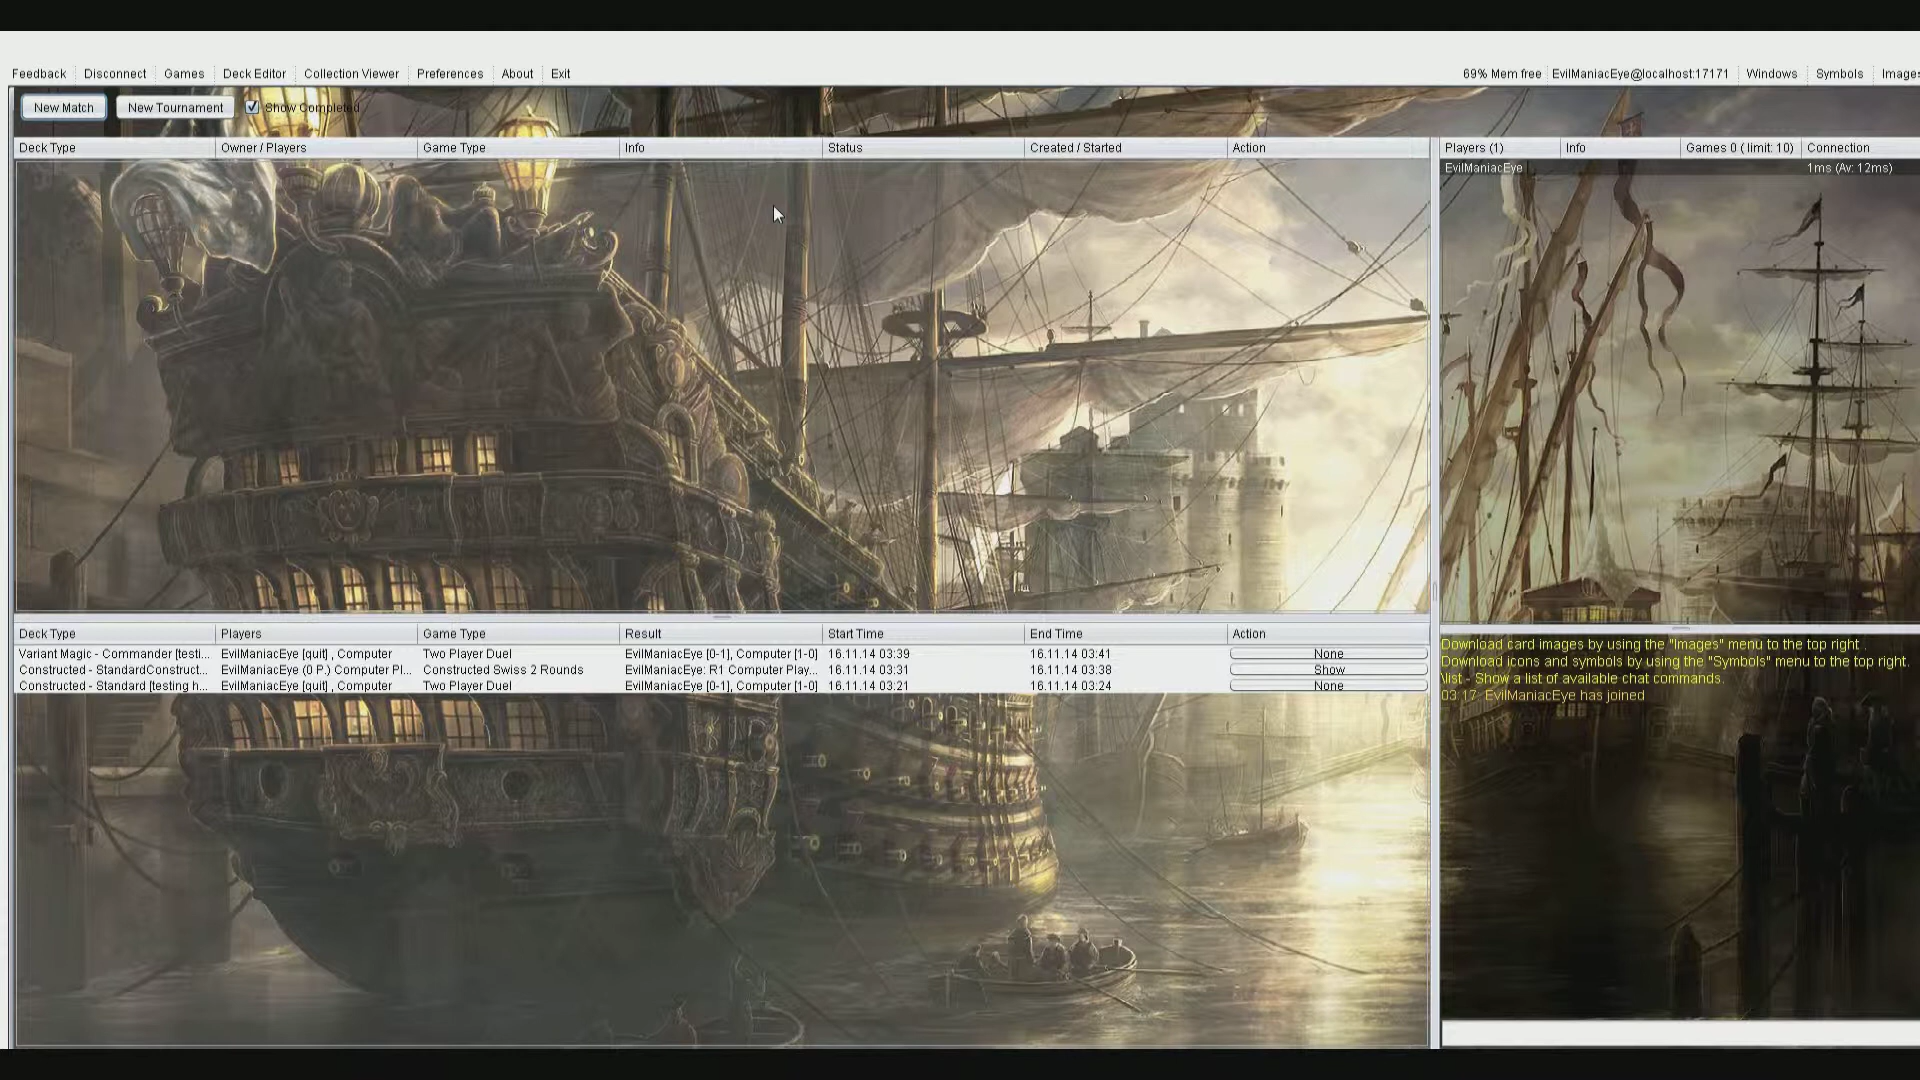 Feedback Disconnect Games Deck Editor Collection Viewer Preferences About Exit 69% Mem free EvilManiacEye@localhost:17171 Windows Symbols Images
New Match New Tournament Show Completed
Deck Type Owner / Players Game Type Info Status Created / Started Action
Players (1) Info Games 0 ( limit: 10) Connection
EvilManiacEye 1ms (Av: 12ms)
Deck Type Players Game Type Result Start Time End Time Action
Variant Magic - Commander [testi... EvilManiacEye [quit] , Computer Two Player Duel EvilManiacEye [0-1], Computer [1-0] 16.11.14 03:39 16.11.14 03:41 None
Constructed - StandardConstruct... EvilManiacEye (0 P.) Computer Pl... Constructed Swiss 2 Rounds EvilManiacEye: R1 Computer Play... 16.11.14 03:31 16.11.14 03:38 Show
Constructed - Standard [testing h... EvilManiacEye [quit] , Computer Two Player Duel EvilManiacEye [0-1], Computer [1-0] 16.11.14 03:21 16.11.14 03:24 None
Download card images by using the "Images" menu to the top right .
Download icons and symbols by using the "Symbols" menu to the top right.
\list - Show a list of available chat commands.
03:17 EvilManiacEye has joined